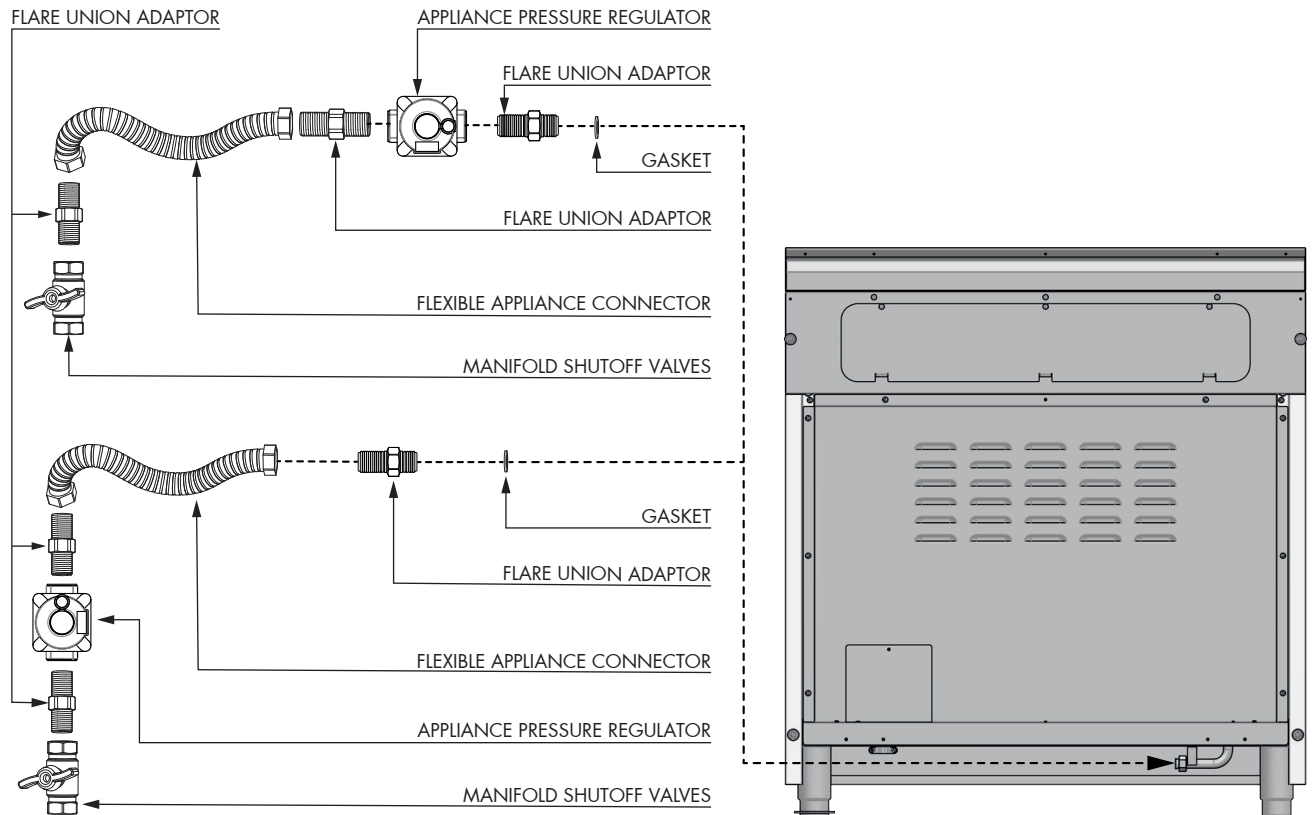 FLARE UNION ADAPTOR
APPLIANCE PRESSURE REGULATOR
FLARE UNION ADAPTOR
GASKET
FLARE UNION ADAPTOR
FLEXIBLE APPLIANCE CONNECTOR
MANIFOLD SHUTOFF VALVES
GASKET
FLARE UNION ADAPTOR
FLEXIBLE APPLIANCE CONNECTOR
APPLIANCE PRESSURE REGULATOR
MANIFOLD SHUTOFF VALVES